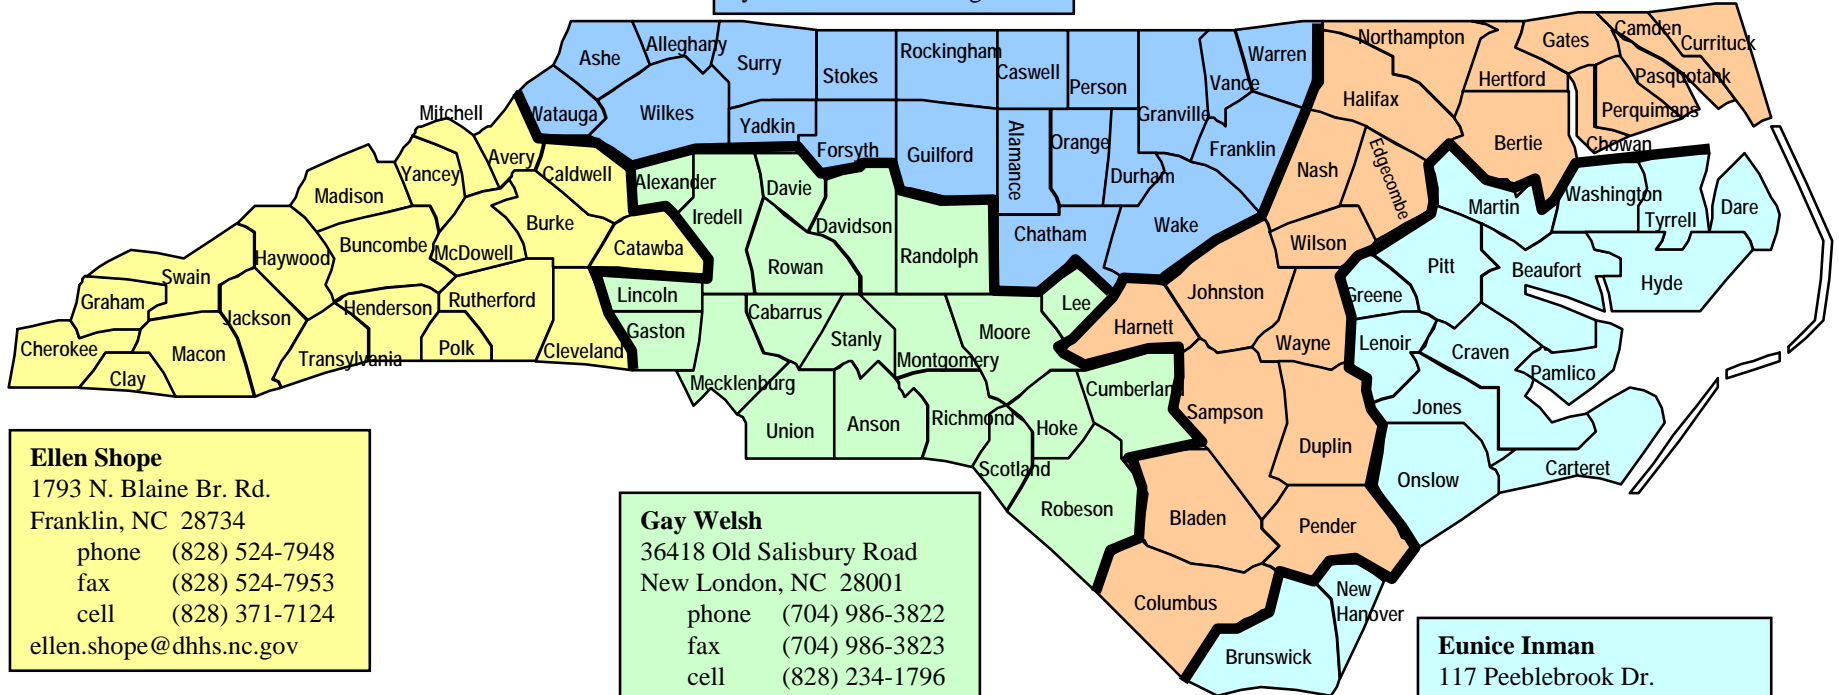 Ashe
Alleghany
Surry
Stokes
Rockingham
Caswell
Person
Granville
Vance
Warren
Northampton
Gates
Camden
Currituck
Pasquotank
Perquimans
Hertford
Halifax
Bertie
Chowan
Watauga
Wilkes
Yadkin
Forsyth
Guilford
Alamance
Orange
Durham
Franklin
Nash
Edgecombe
Mitchell
Avery
Yancey
Caldwell
Alexander
Davie
Iredell
Davidson
Randolph
Chatham
Wake
Wilson
Martin
Washington
Tyrrell
Dare
Madison
Burke
Buncombe
McDowell
Catawba
Rowan
Haywood
Swain
Graham
Jackson
Henderson
Rutherford
Lincoln
Gaston
Cabarrus
Stanly
Montgomery
Moore
Lee
Harnett
Johnston
Wayne
Greene
Pitt
Beaufort
Hyde
Lenoir
Craven
Pamlico
Cherokee
Clay
Macon
Transylvania
Polk
Cleveland
Mecklenburg
Union
Anson
Richmond
Scotland
Hoke
Cumberlan
Sampson
Duplin
Jones
Onslow
Carteret
Robeson
Bladen
Pender
Columbus
Brunswick
New
Hanover
Ellen Shope
1793 N. Blaine Br. Rd.
Franklin, NC 28734
phone (828) 524-7948
fax (828) 524-7953
cell (828) 371-7124
ellen.shope@dhhs.nc.gov
Gay Welsh
36418 Old Salisbury Road
New London, NC 28001
phone (704) 986-3822
fax (704) 986-3823
cell (828) 234-1796
Eunice Inman
117 Peeblebrook Dr.